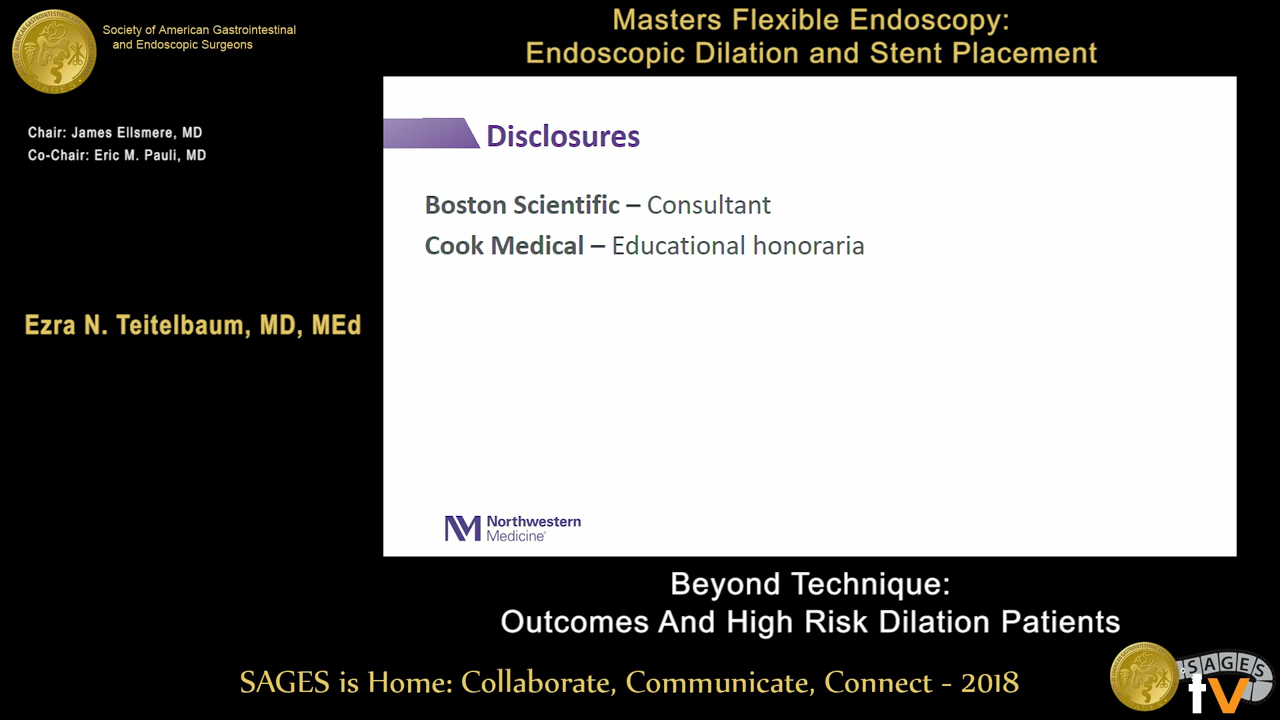 Society of American Gastrointestinal
and Endoscopic Surgeons
Masters Flexible Endoscopy:
Endoscopic Dilation and Stent Placement
Chair: James Ellsmere, MD
Co-Chair: Eric M. Pauli, MD
Ezra N. Teitelbaum, MD, MEd
Disclosures
Boston Scientific – Consultant
Cook Medical – Educational honoraria
NM Northwestern
Medicine®
Beyond Technique:
Outcomes And High Risk Dilation Patients
SAGES is Home: Collaborate, Communicate, Connect - 2018
SAGES
tv